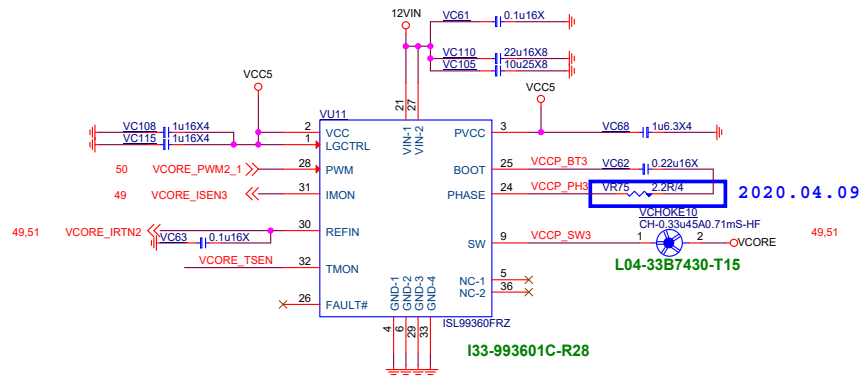 12VIN
VC61 0.1u16X
VC110 22u16X8
VC105 10u25X8
VCC5
VCC5
VU11
21
27
VIN-1
VIN-2
VC108 1u16X4
VC115 1u16X4
2 VCC
1 LGCTRL
PVCC 3
VC68 1u6.3X4
50 VCORE_PWM2_1 28 PWM
BOOT 25 VCCP_BT3 VC62 0.22u16X
49 VCORE_ISEN3 31 IMON
PHASE 24 VCCP_PH3 VR75 2.2R/4 2020.04.09
VCHOKE10
CH-0.33u45A0.71mS-HF
49,51 VCORE_IRTN2 30 REFIN
VC63 0.1u16X
SW 9 VCCP_SW3 1 2 VCORE 49,51
L04-33B7430-T15
VCORE_TSEN 32 TMON
NC-1 5
NC-2 36
26 FAULT#
GND-1
GND-2
GND-3
GND-4
4
6
29
33
ISL99360FRZ
I33-993601C-R28